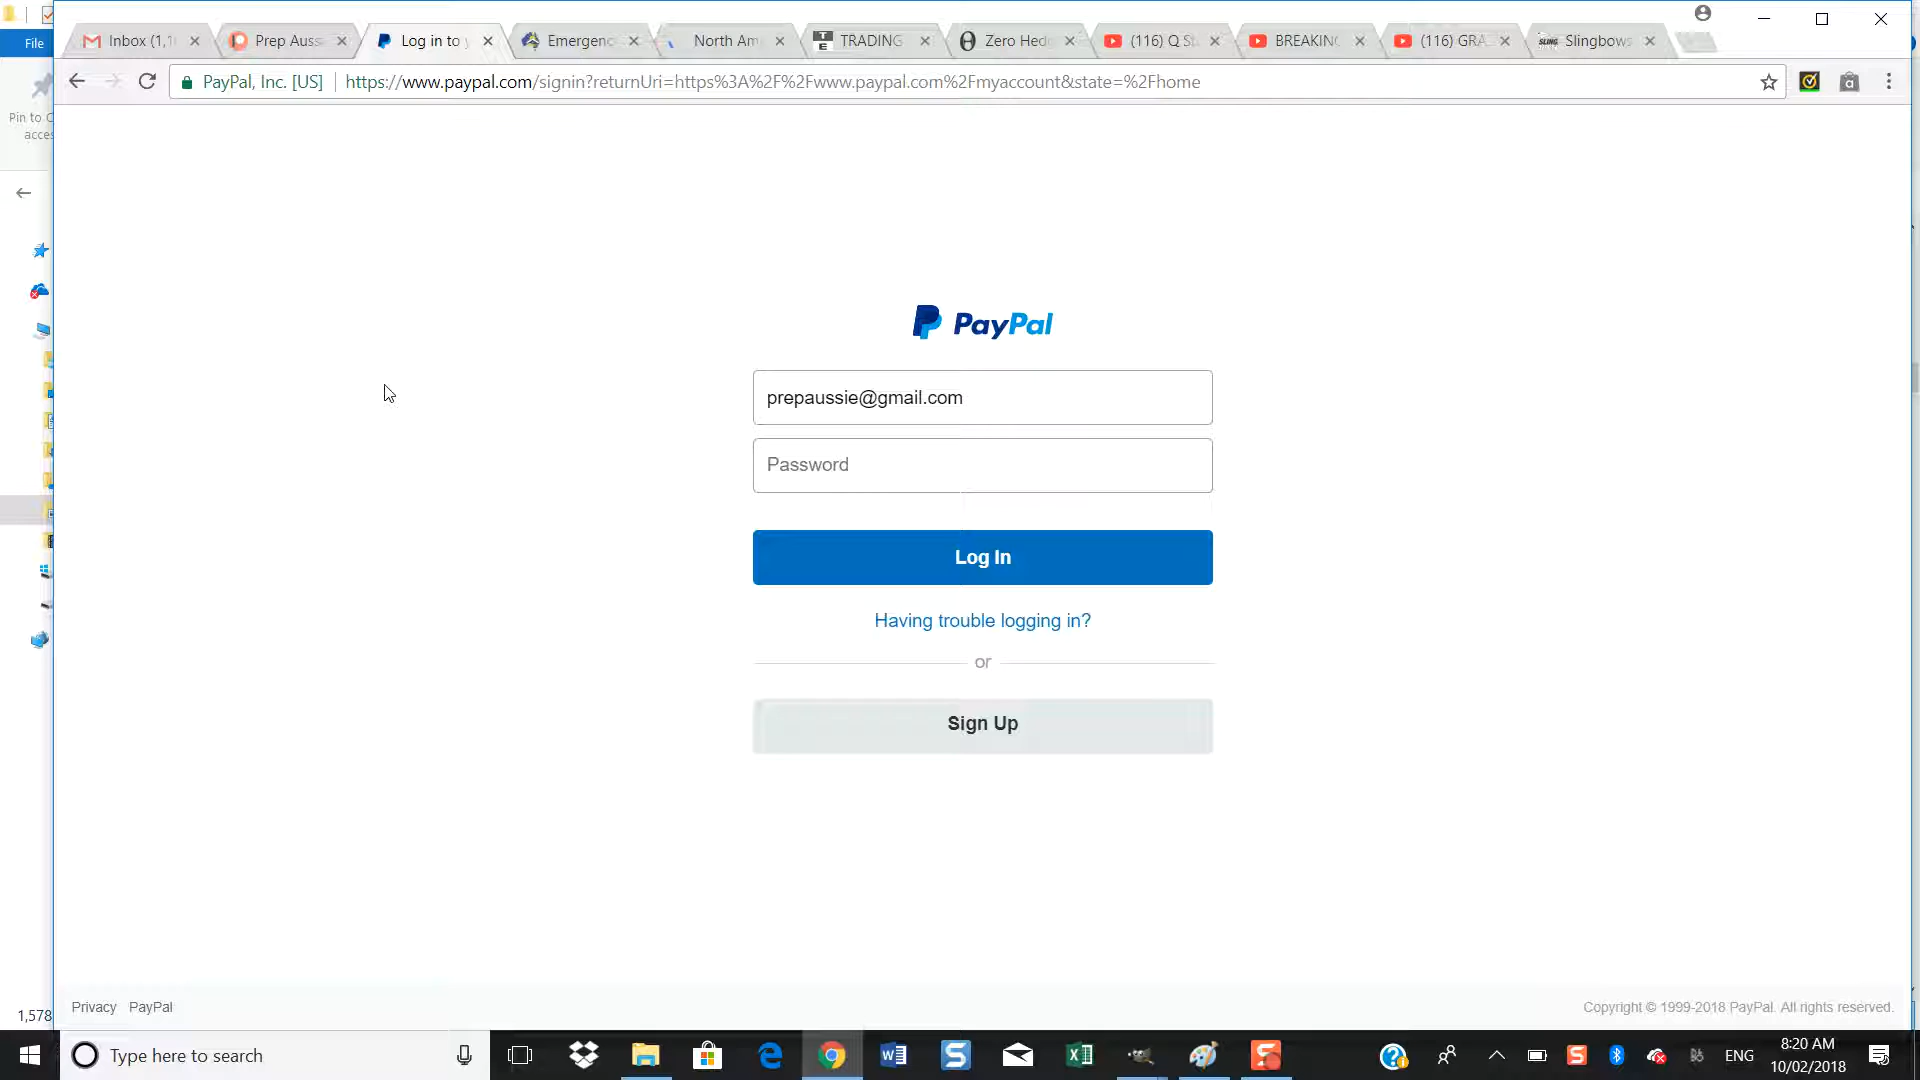 File
Inbox (1,1
Prep Auss
Log in to
Emergenc
North Am
TRADING
Zero Hed
(116) Q St
BREAKING
(116) GRA
Slingbows
PayPal, Inc. [US]
https://www.paypal.com/signin?returnUri=https%3A%2F%2Fwww.paypal.com%2Fmyaccount&state=%2Fhome
Pin to
acces
PayPal
prepaussie@gmail.com
Password
Log In
Having trouble logging in?
or
Sign Up
Privacy PayPal
Copyright © 1999-2018 PayPal. All rights reserved.
1,578
Type here to search
ENG
8:20 AM
10/02/2018